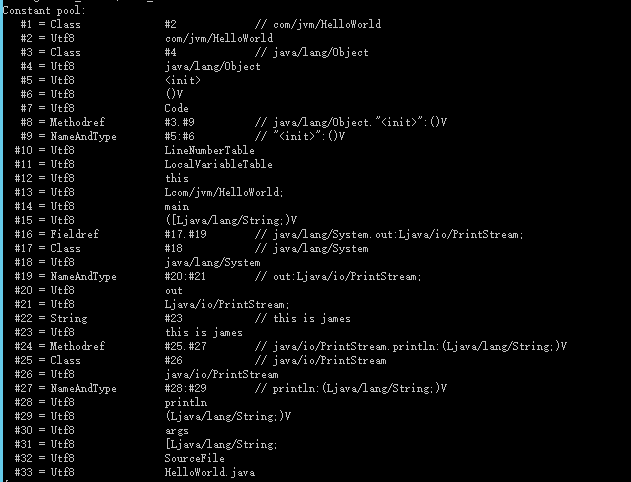 Constant pool:
#1 = Class #2 // com/jvm/HelloWorld
#2 = Utf8 com/jvm/HelloWorld
#3 = Class #4 // java/lang/Object
#4 = Utf8 java/lang/Object
#5 = Utf8 <init>
#6 = Utf8 ()V
#7 = Utf8 Code
#8 = Methodref #3.#9 // java/lang/Object."<init>":()V
#9 = NameAndType #5:#6 // "<init>":()V
#10 = Utf8 LineNumberTable
#11 = Utf8 LocalVariableTable
#12 = Utf8 this
#13 = Utf8 Lcom/jvm/HelloWorld;
#14 = Utf8 main
#15 = Utf8 ([Ljava/lang/String;)V
#16 = Fieldref #17.#19 // java/lang/System.out:Ljava/io/PrintStream;
#17 = Class #18 // java/lang/System
#18 = Utf8 java/lang/System
#19 = NameAndType #20:#21 // out:Ljava/io/PrintStream;
#20 = Utf8 out
#21 = Utf8 Ljava/io/PrintStream;
#22 = String #23 // this is james
#23 = Utf8 this is james
#24 = Methodref #25.#27 // java/io/PrintStream.println:(Ljava/lang/String;)V
#25 = Class #26 // java/io/PrintStream
#26 = Utf8 java/io/PrintStream
#27 = NameAndType #28:#29 // println:(Ljava/lang/String;)V
#28 = Utf8 println
#29 = Utf8 (Ljava/lang/String;)V
#30 = Utf8 args
#31 = Utf8 [Ljava/lang/String;
#32 = Utf8 SourceFile
#33 = Utf8 HelloWorld.java